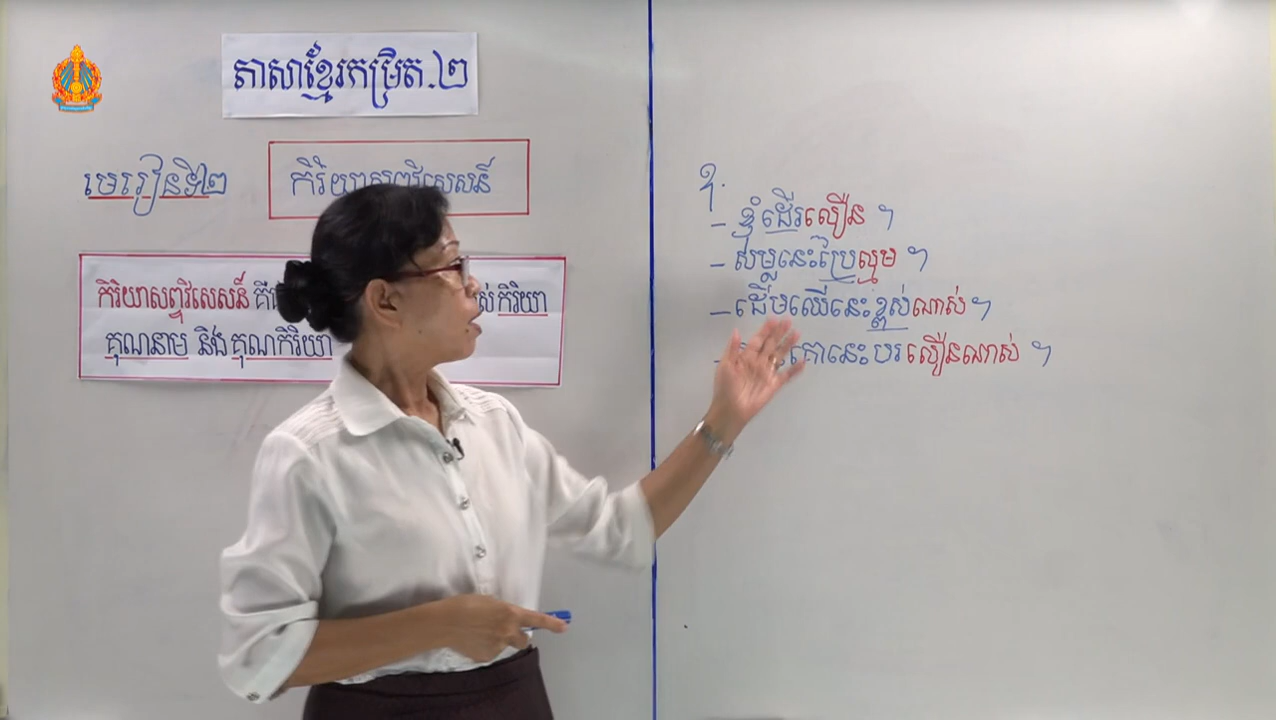 ភាសាខ្មែរកម្រិត.២
មេរៀនទី២
កិរិយាសព្ទវិសេសន៍
កិរិយាសព្ទវិសេសន៍ គឺ កិរិយា
គុណនាម និង គុណកិរិយា
ឧ.
- ខ្ញុំដើរលឿន ។
- សម្លនេះប្រៃល្មម ។
- ដើមឈើនេះខ្ពស់ណាស់ ។
- គោនេះបរលឿនណាស់ ។